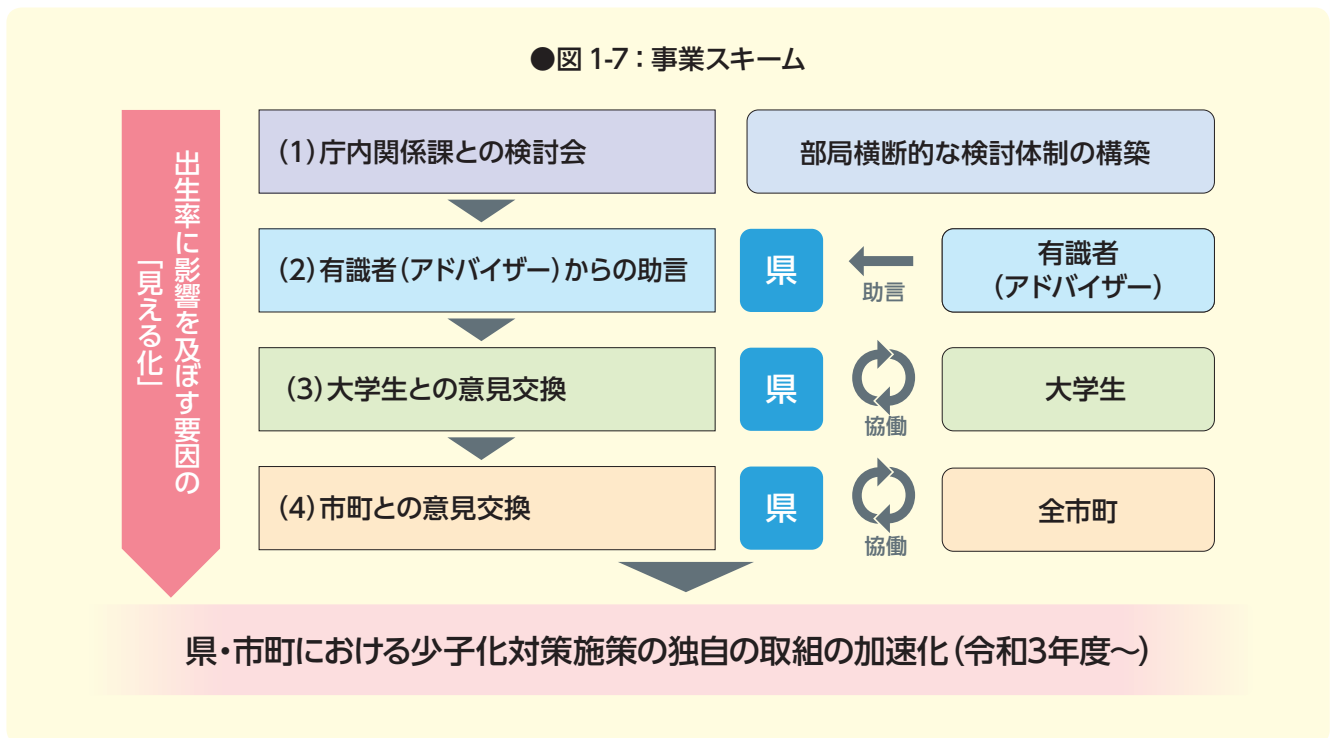 ●図 1-7：事業スキーム
出生率に影響を及ぼす要因の
「見える化」
(1)庁内関係課との検討会
部局横断的な検討体制の構築
(2)有識者(アドバイザー)からの助言
県
助言
有識者
(アドバイザー)
(3)大学生との意見交換
県
協働
大学生
(4)市町との意見交換
県
協働
全市町
県・市町における少子化対策施策の独自の取組の加速化(令和3年度～)